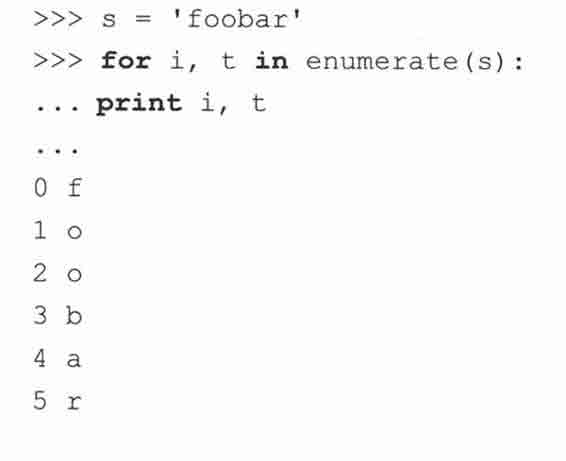 >>> s = 'foobar'
>>> for i, t in enumerate(s):
... print i, t
...
0 f
1 o
2 o
3 b
4 a
5 r